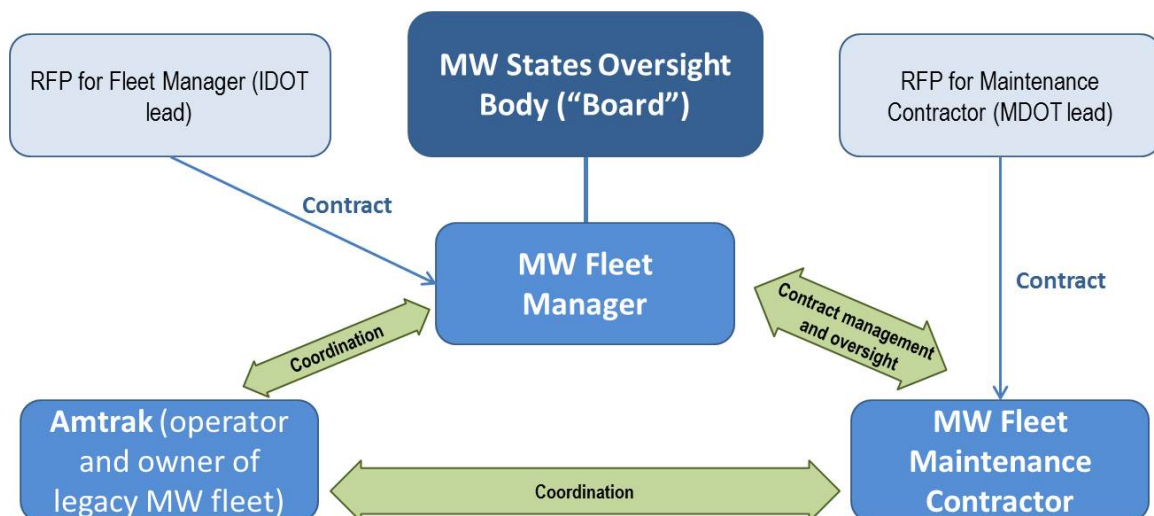 RFP for Fleet Manager (IDOT
lead)
MW States Oversight
Body (“Board”)
RFP for Maintenance
Contractor (MDOT lead)
Contract
MW Fleet
Manager
Contract
Contract management
and oversight
Coordination
Amtrak (operator
and owner of
legacy MW fleet)
Coordination
MW Fleet
Maintenance
Contractor